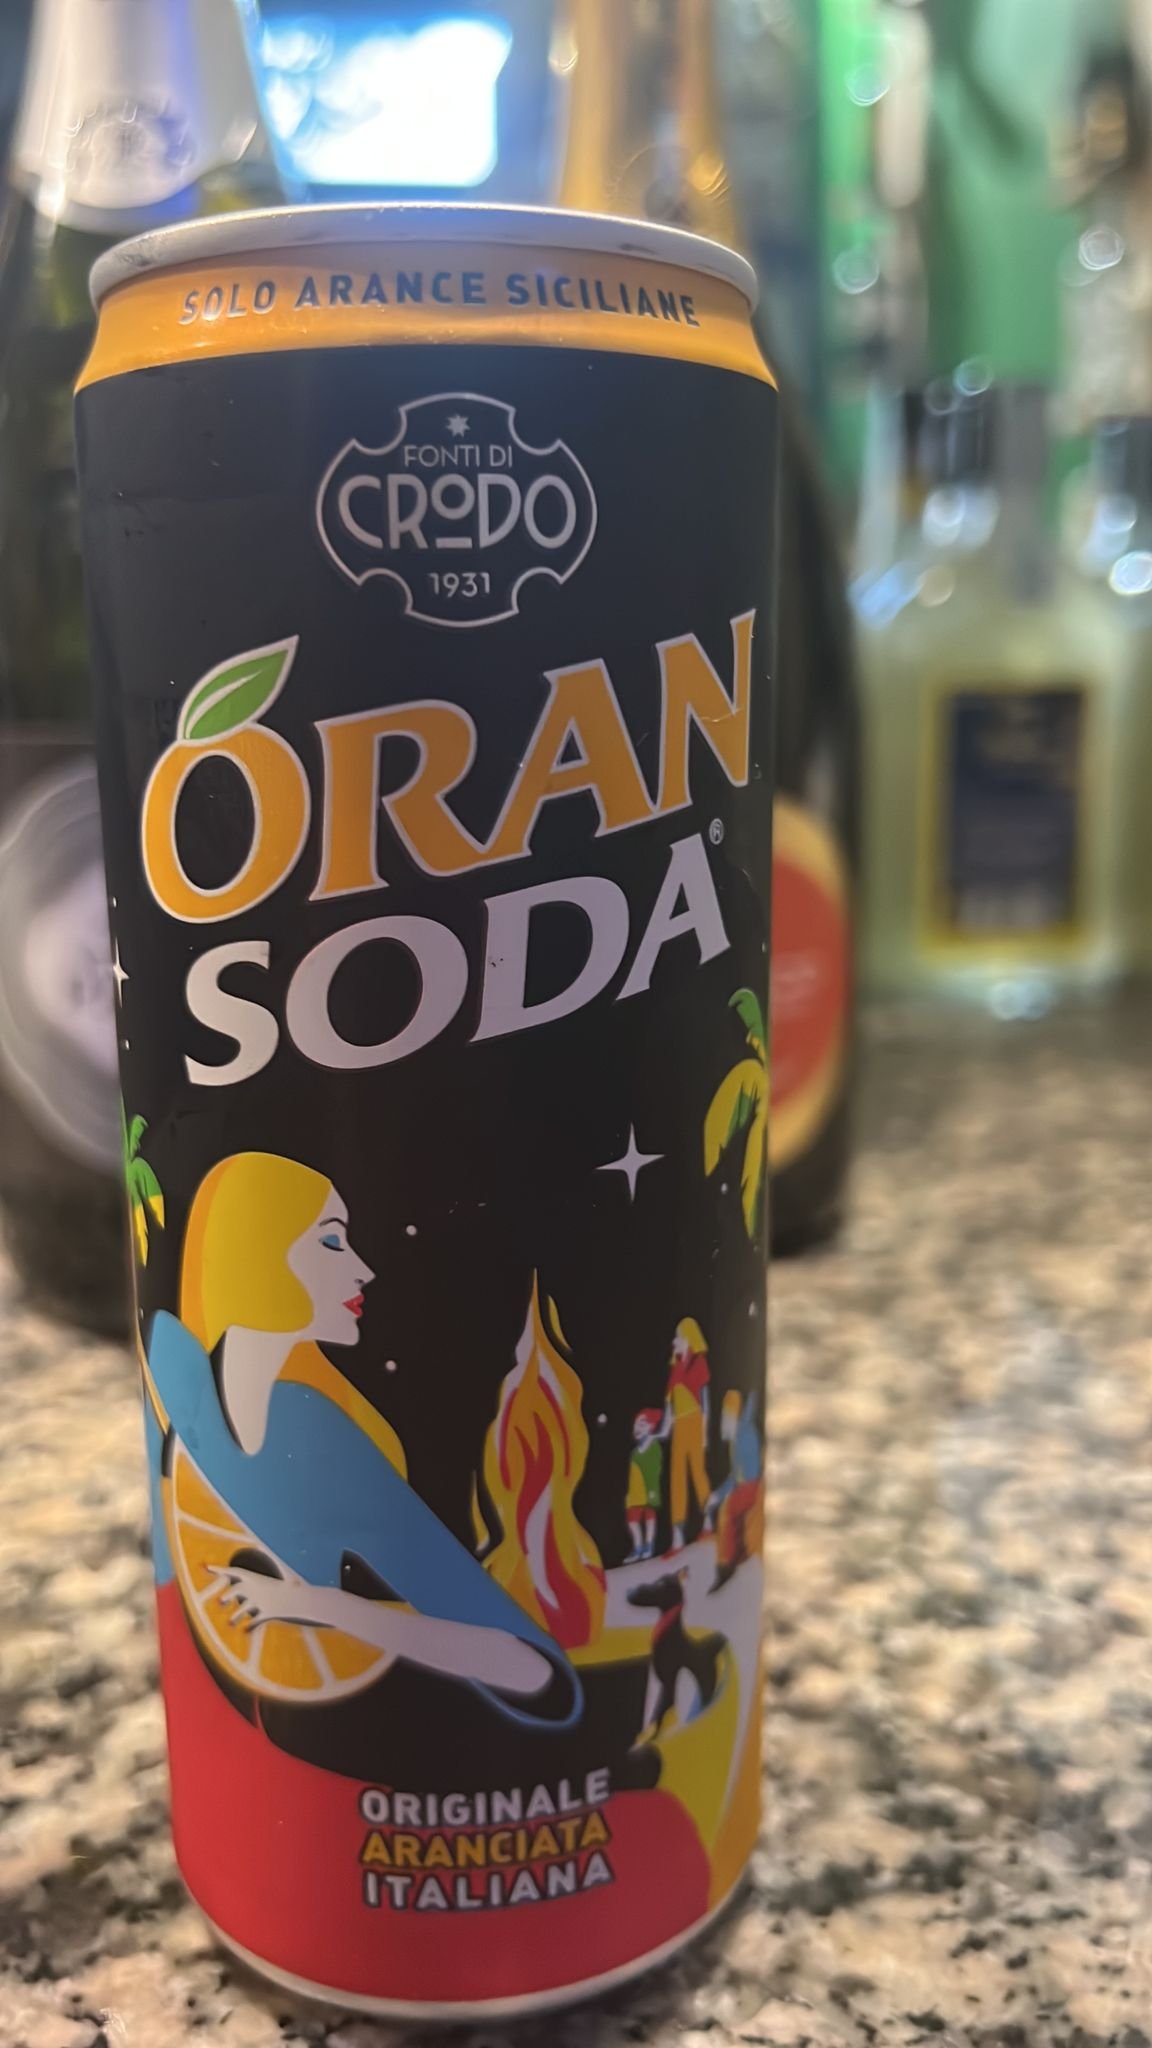 SOLO ARANCE SICILIANE
FONTI DI
CRODO
1931
ORAN
SODA®
ORIGINALE
ARANCIATA
ITALIANA